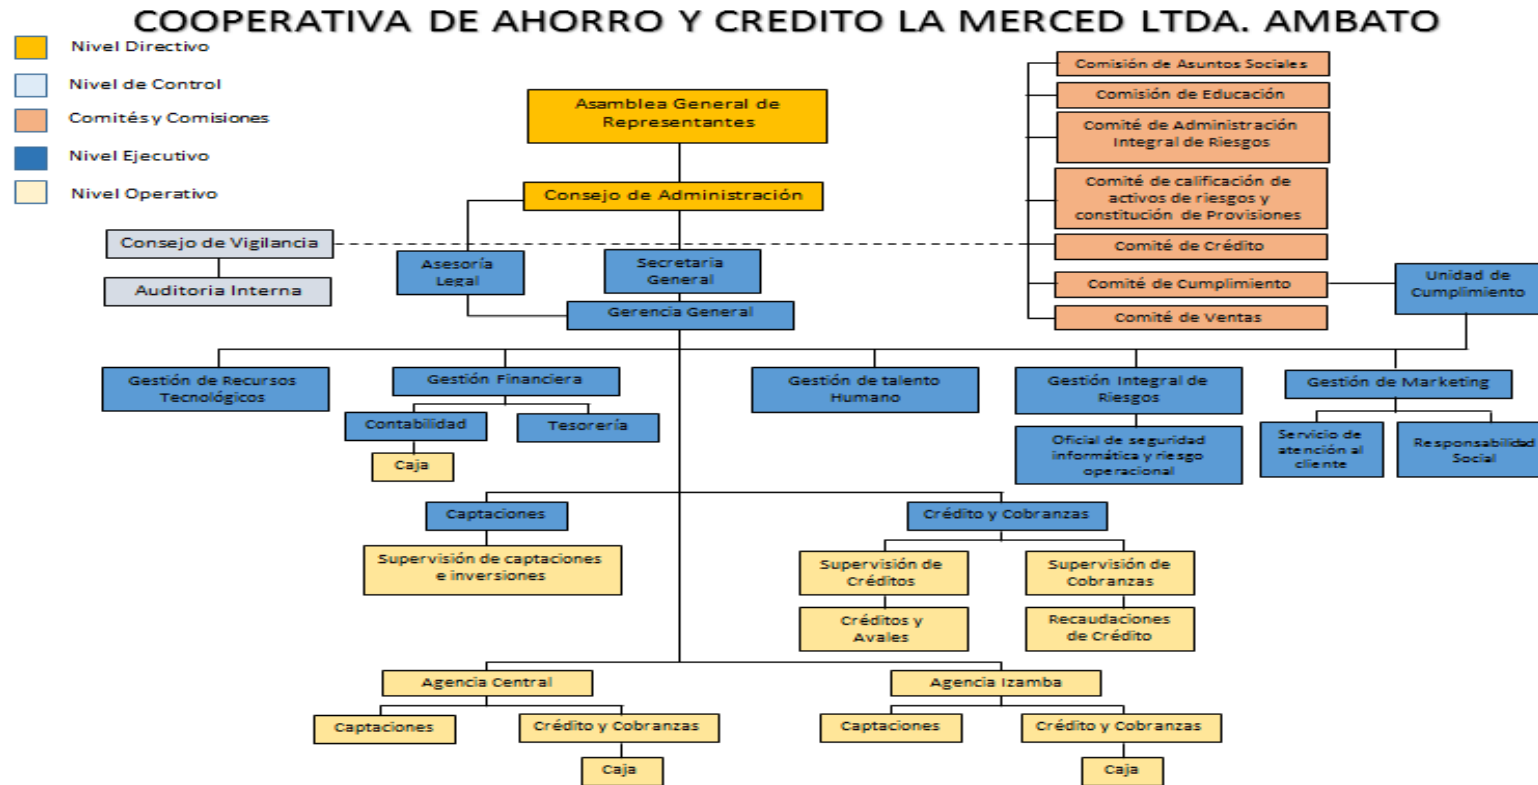 COOPERATIVA DE AHORRO Y CREDITO LA MERCED LTDA. AMBATO
Nivel Directivo
Nivel de Control
Comités y Comisiones
Nivel Ejecutivo
Nivel Operativo
Asamblea General de
Representantes
Consejo de Administración
Consejo de Vigilancia
Auditoria Interna
Asesoría
Legal
Secretaria
General
Gerencia General
Comisión de Asuntos Sociales
Comisión de Educación
Comité de Administración
Integral de Riesgos
Comité de calificación de
activos de riesgos y
constitución de Provisiones
Comité de Crédito
Comité de Cumplimiento
Comité de Ventas
Unidad de
Cumplimiento
Gestión de Recursos
Tecnológicos
Gestión Financiera
Contabilidad
Tesorería
Caja
Gestión de talento
Humano
Gestión Integral de
Riesgos
Oficial de seguridad
informática y riesgo
operacional
Gestión de Marketing
Servicio de
atención al
cliente
Responsabilidad
Social
Captaciones
Supervisión de captaciones
e inversiones
Crédito y Cobranzas
Supervisión de
Créditos
Créditos y
Avales
Supervisión de
Cobranzas
Recaudaciones
de Crédito
Agencia Central
Captaciones
Crédito y Cobranzas
Caja
Agencia Izamba
Captaciones
Crédito y Cobranzas
Caja